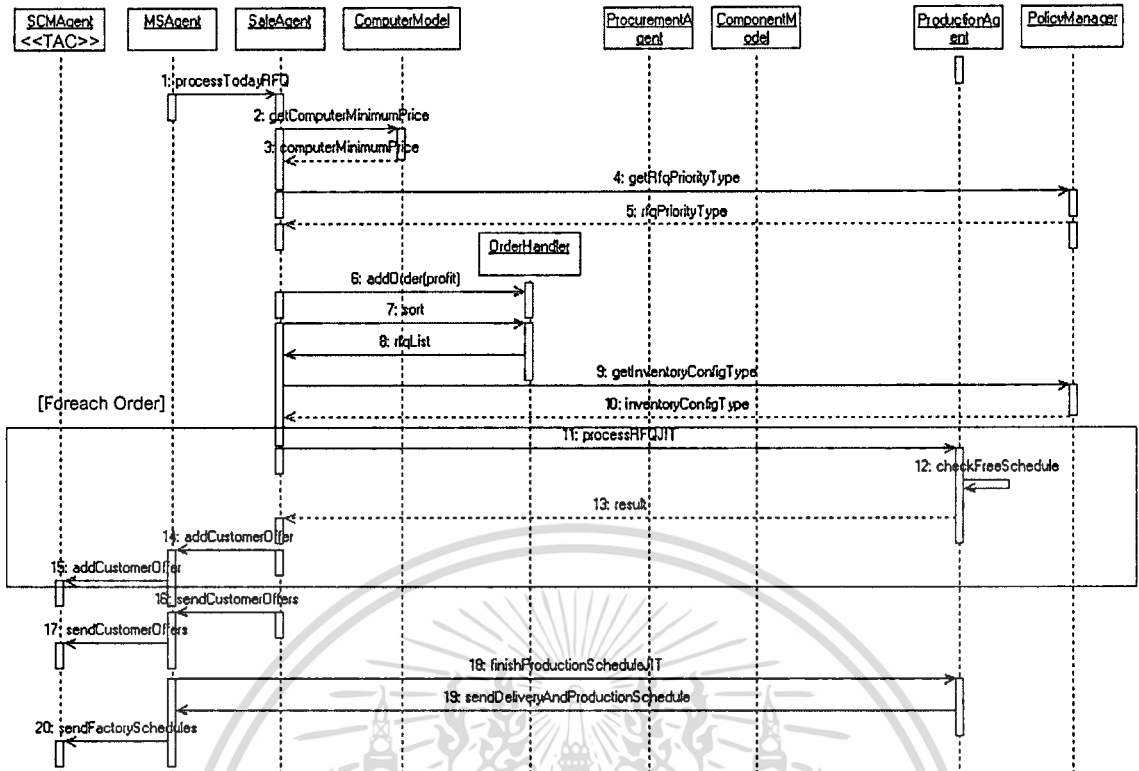 SCMAgent
<<TAC>>
MSAgent
SaleAgent
ComputerModel
ProcurementA
gent
ComponentM
odel
ProductionAg
ent
PolicyManager
1: processTodayRFQ
2: getComputerMinimumPrice
3: computerMinimumPrice
4: getRfqPriorityType
5: rfqPriorityType
OrderHandler
6: addOrder(profit)
7: sort
8: rfqList
9: getInventoryConfigType
10: inventoryConfigType
[Foreach Order]
11: processRFQJIT
12: checkFreeSchedule
13: result
14: addCustomerOffer
15: addCustomerOffer
16: sendCustomerOffers
17: sendCustomerOffers
18: finishProductionScheduleJIT
19: sendDeliveryAndProductionSchedule
20: sendFactorySchedules